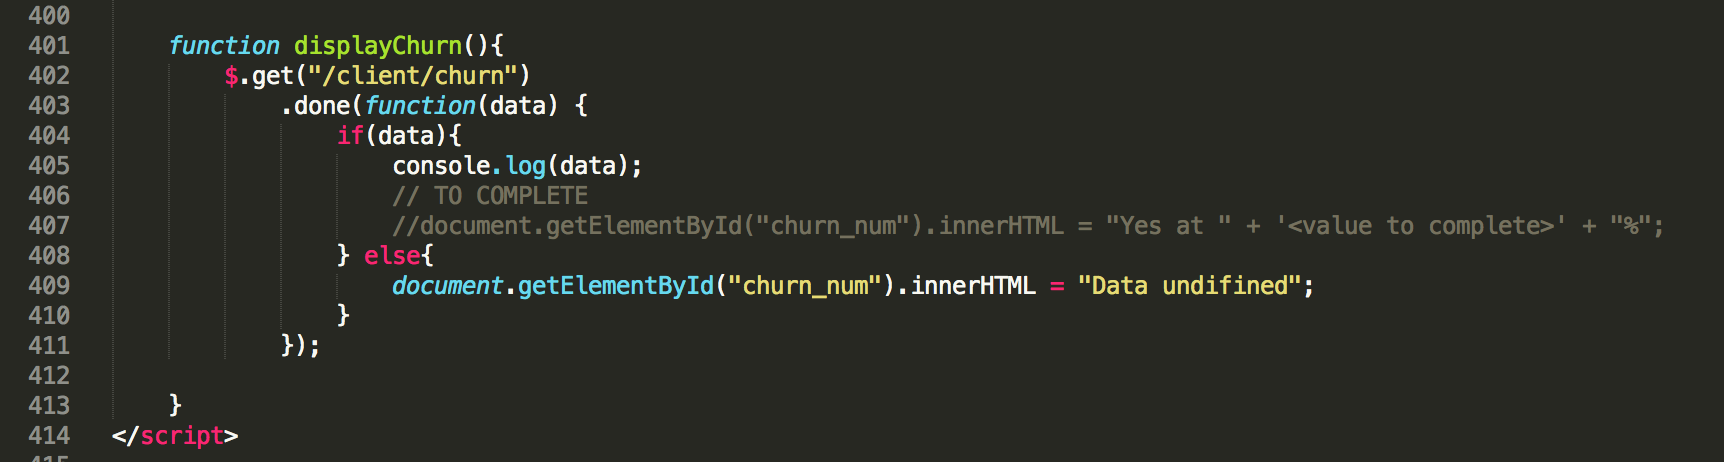 400
401 function displayChurn(){
402 $.get("/client/churn")
403 .done(function(data) {
404 if(data){
405 console.log(data);
406 // TO COMPLETE
407 //document.getElementById("churn_num").innerHTML = "Yes at " + '<value to complete>' + "%";
408 } else{
409 document.getElementById("churn_num").innerHTML = "Data undifined";
410 }
411 });
412
413 }
414 </script>
415